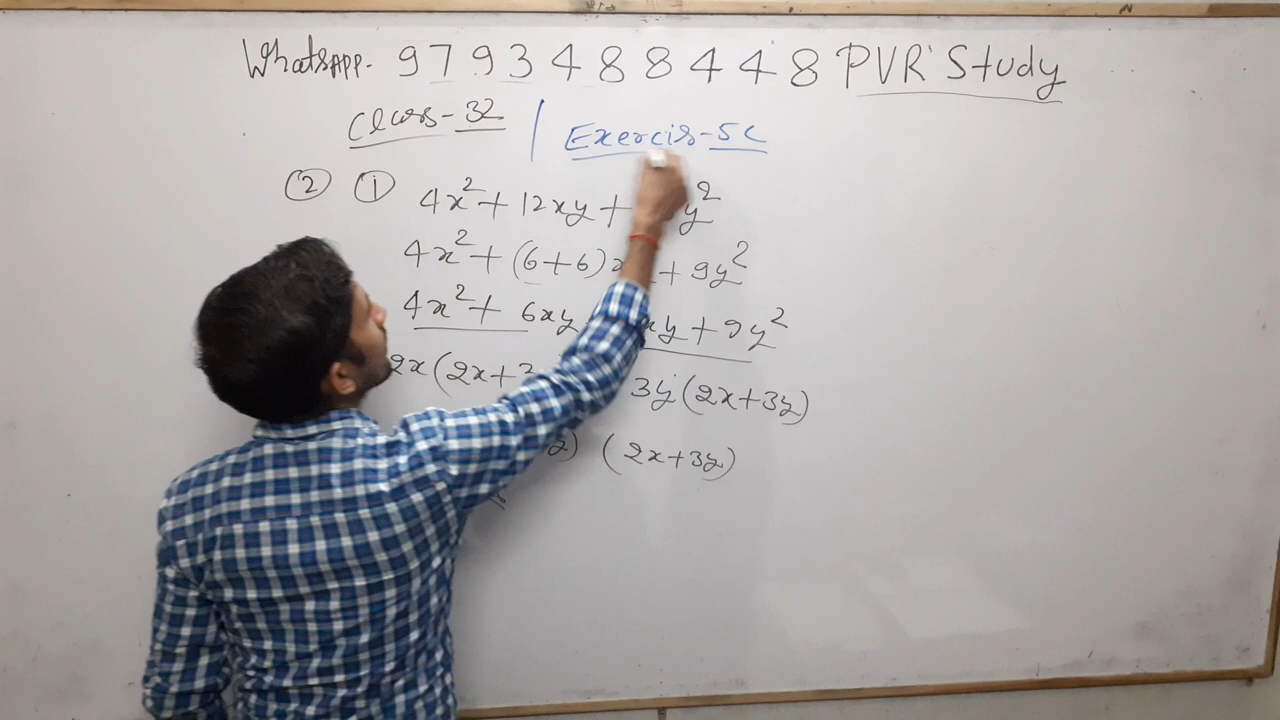 WhatsAPP. 9793488448 PVR Study
Class-32 | Exercis-5C
② ① 4x² + 12xy + y²
4x² + (6+6) + 9y²
4x² + 6xy xy + 9y²
2x(2x+ 3y(2x+3y)
(2x+3y)